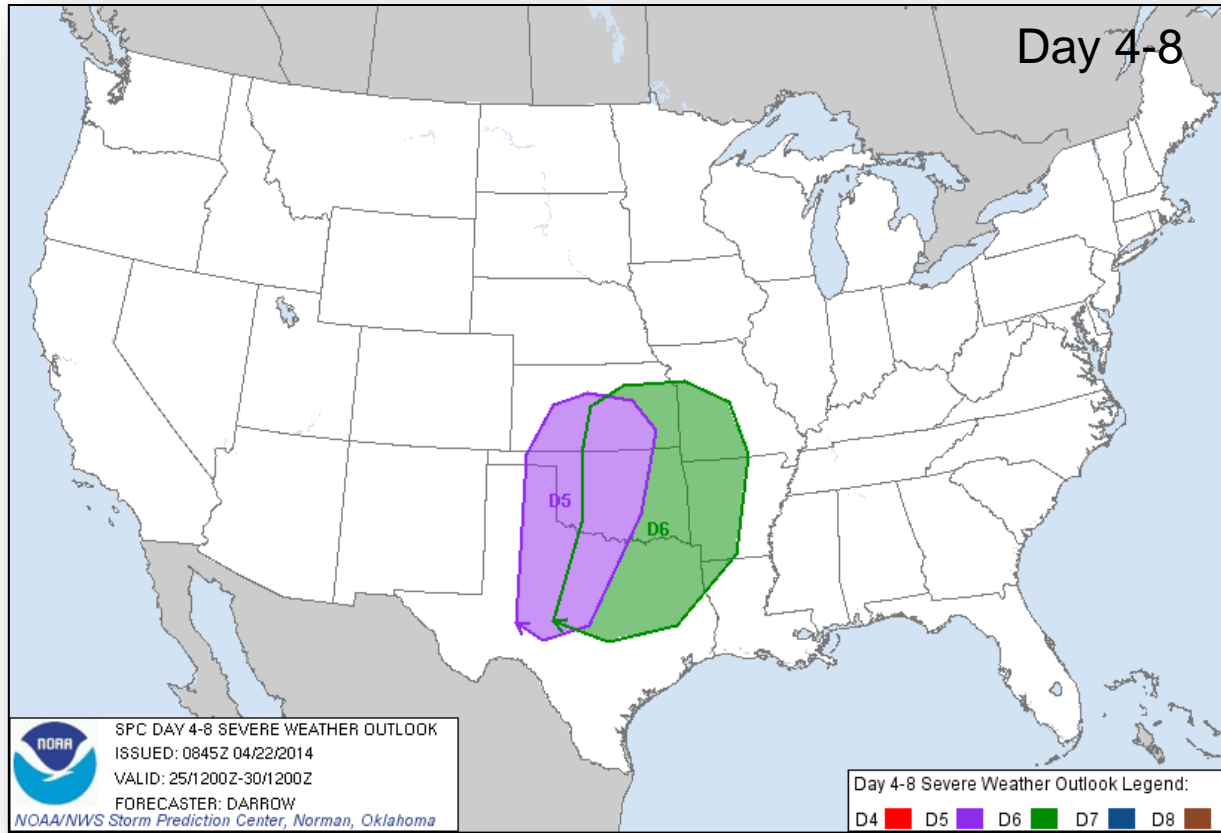 Day 4-8
D5
D6
NOAA
SPC DAY 4-8 SEVERE WEATHER OUTLOOK
ISSUED: 0845Z 04/22/2014
VALID: 25/1200Z-30/1200Z
FORECASTER: DARROW
NOAA/NWS Storm Prediction Center, Norman, Oklahoma
Day 4-8 Severe Weather Outlook Legend:
D4 D5 D6 D7 D8